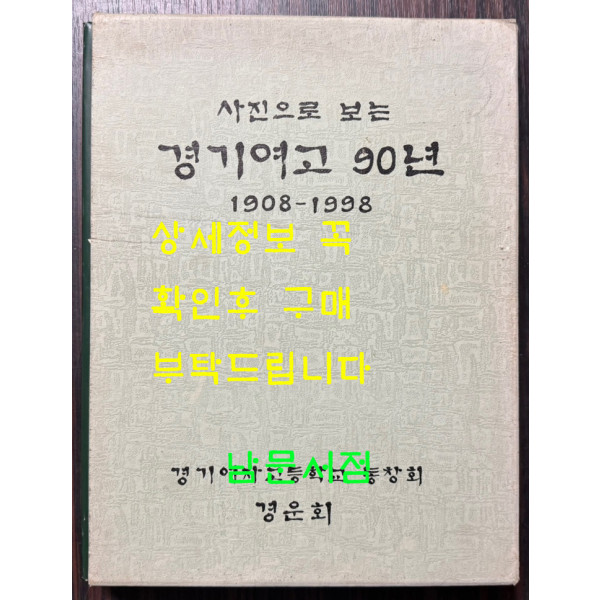 사진으로 보는
경기여고 90년
1908-1998
상세정보 꼭
확인후 구매
부탁드립니다
남문서점
경기여자고등학교 동창회
경운회